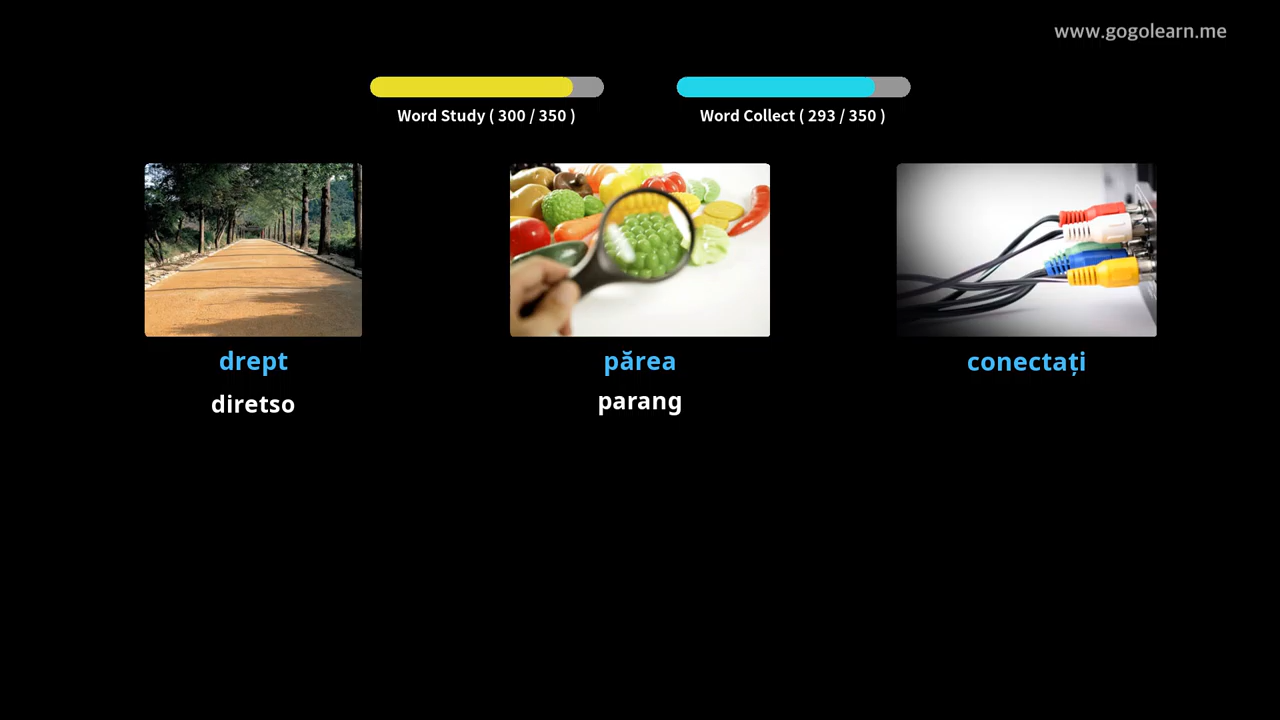 www.gogolearn.me
Word Study ( 300 / 350 )
Word Collect ( 293 / 350 )
drept
părea
conectați
diretso
parang